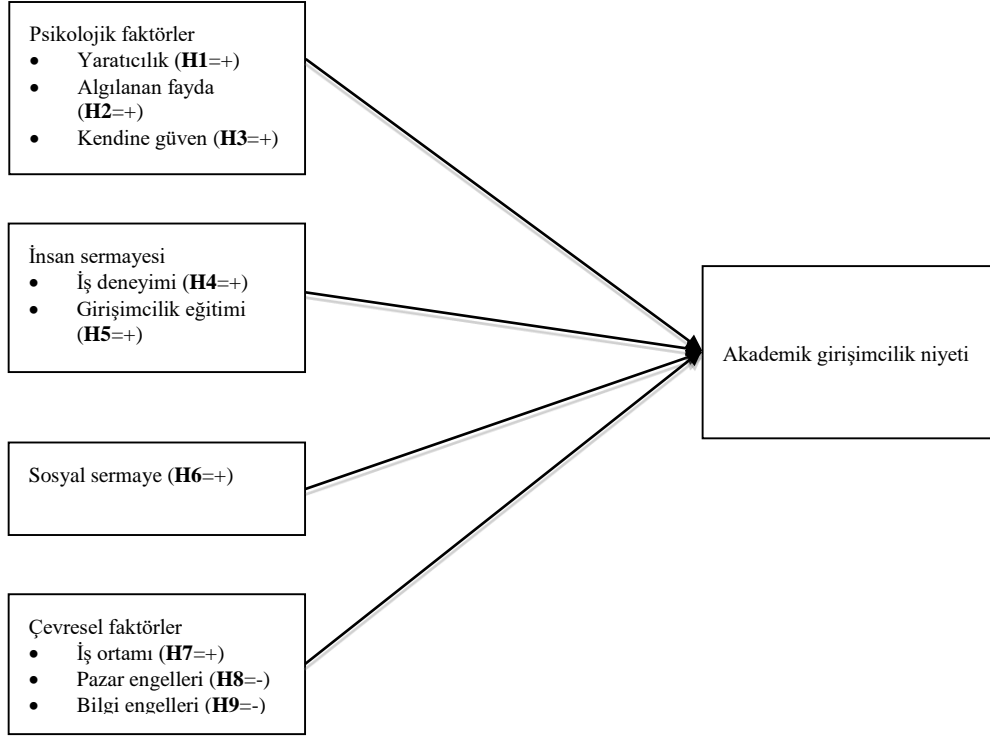 Psikolojik faktörler
• Yaratıcılık (H1=+)
• Algılanan fayda
(H2=+)
• Kendine güven (H3=+)
İnsan sermayesi
• İş deneyimi (H4=+)
• Girişimcilik eğitimi
(H5=+)
Akademik girişimcilik niyeti
Sosyal sermaye (H6=+)
Çevresel faktörler
• İş ortamı (H7=+)
• Pazar engelleri (H8=-)
• Bilgi engelleri (H9=-)